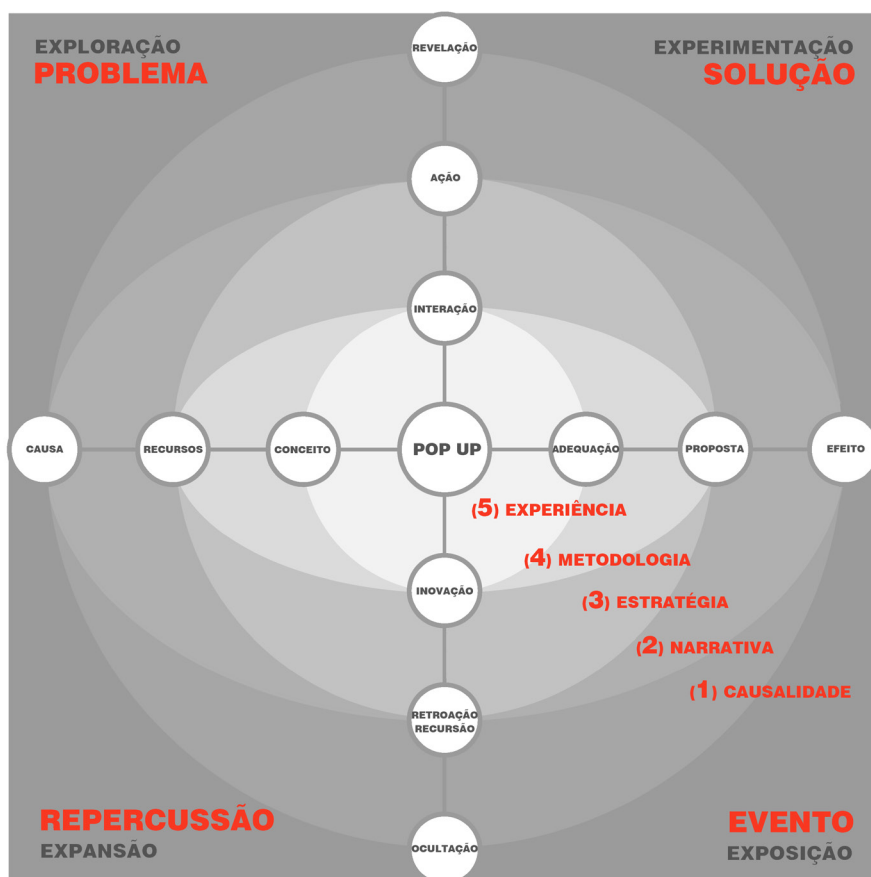 EXPLORAÇÃO
PROBLEMA
REVELAÇÃO
EXPERIMENTAÇÃO
SOLUÇÃO
AÇÃO
INTERAÇÃO
CAUSA
RECURSOS
CONCEITO
POP UP
ADEQUAÇÃO
PROPOSTA
EFEITO
(5) EXPERIÊNCIA
(4) METODOLOGIA
INOVAÇÃO
(3) ESTRATÉGIA
(2) NARRATIVA
(1) CAUSALIDADE
RETROAÇÃO
RECURSÃO
REPERCUSSÃO
EXPANSÃO
OCULTAÇÃO
EVENTO
EXPOSIÇÃO